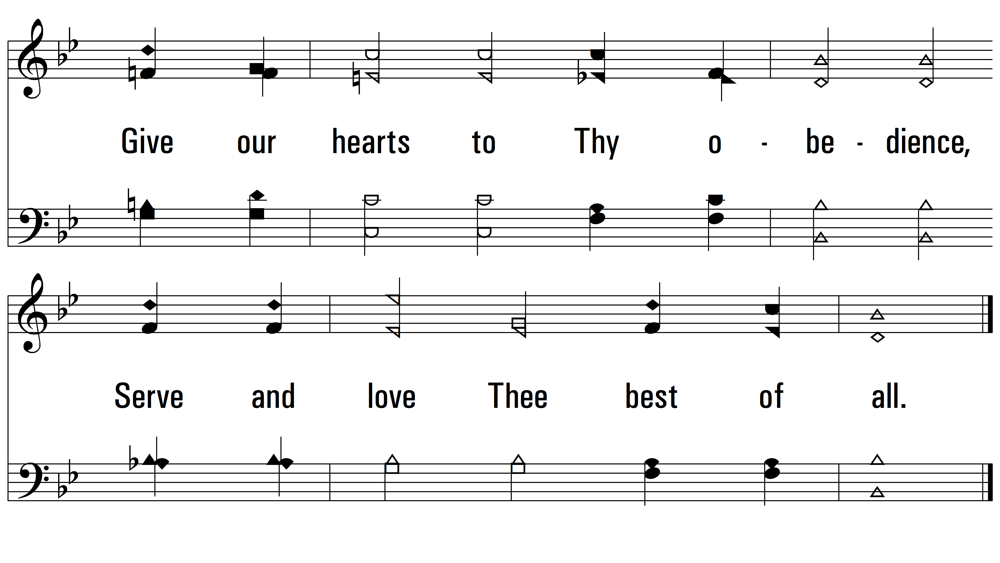 Give our hearts to Thy o - be - dience,
Serve and love Thee best of all.